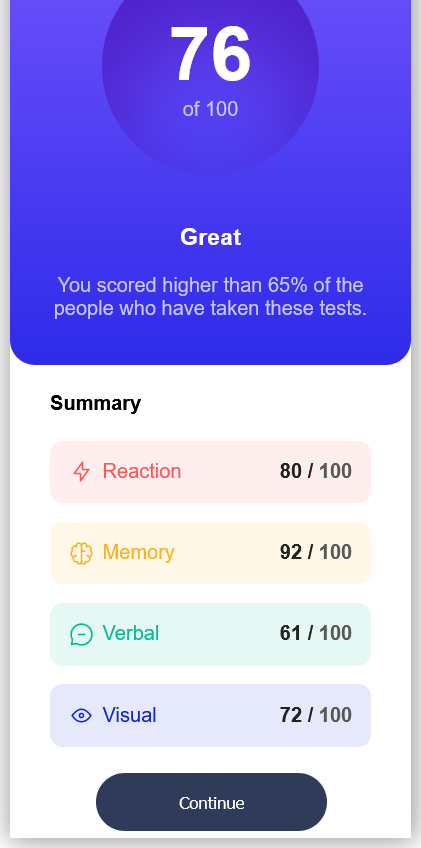 76
of 100
Great
You scored higher than 65% of the
people who have taken these tests.
Summary
Reaction 80 / 100
Memory 92 / 100
Verbal 61 / 100
Visual 72 / 100
Continue